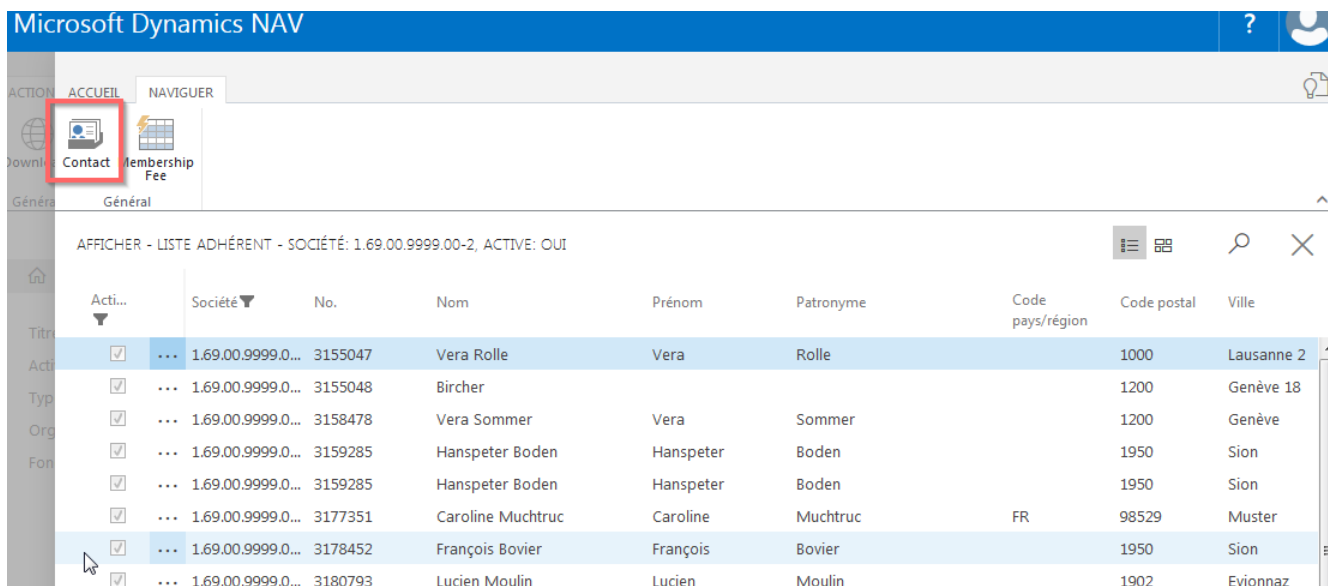 Microsoft Dynamics NAV ?
ACTION ACCUEIL NAVIGUER
Downl Contact Membership
Fee
Généra Général
AFFICHER - LISTE ADHÉRENT - SOCIÉTÉ: 1.69.00.9999.00-2, ACTIVE: OUI
Acti... Société No. Nom Prénom Patronyme Code pays/région Code postal Ville
Titre
1.69.00.9999.0... 3155047 Vera Rolle Vera Rolle 1000 Lausanne 2
Acti
1.69.00.9999.0... 3155048 Bircher 1200 Genève 18
Typ
1.69.00.9999.0... 3158478 Vera Sommer Vera Sommer 1200 Genève
Org
1.69.00.9999.0... 3159285 Hanspeter Boden Hanspeter Boden 1950 Sion
Fon
1.69.00.9999.0... 3159285 Hanspeter Boden Hanspeter Boden 1950 Sion
1.69.00.9999.0... 3177351 Caroline Muchtruc Caroline Muchtruc FR 98529 Muster
1.69.00.9999.0... 3178452 François Bovier François Bovier 1950 Sion
1.69.00.9999.0... 3180793 Lucien Moulin Lucien Moulin 1902 Evionnaz